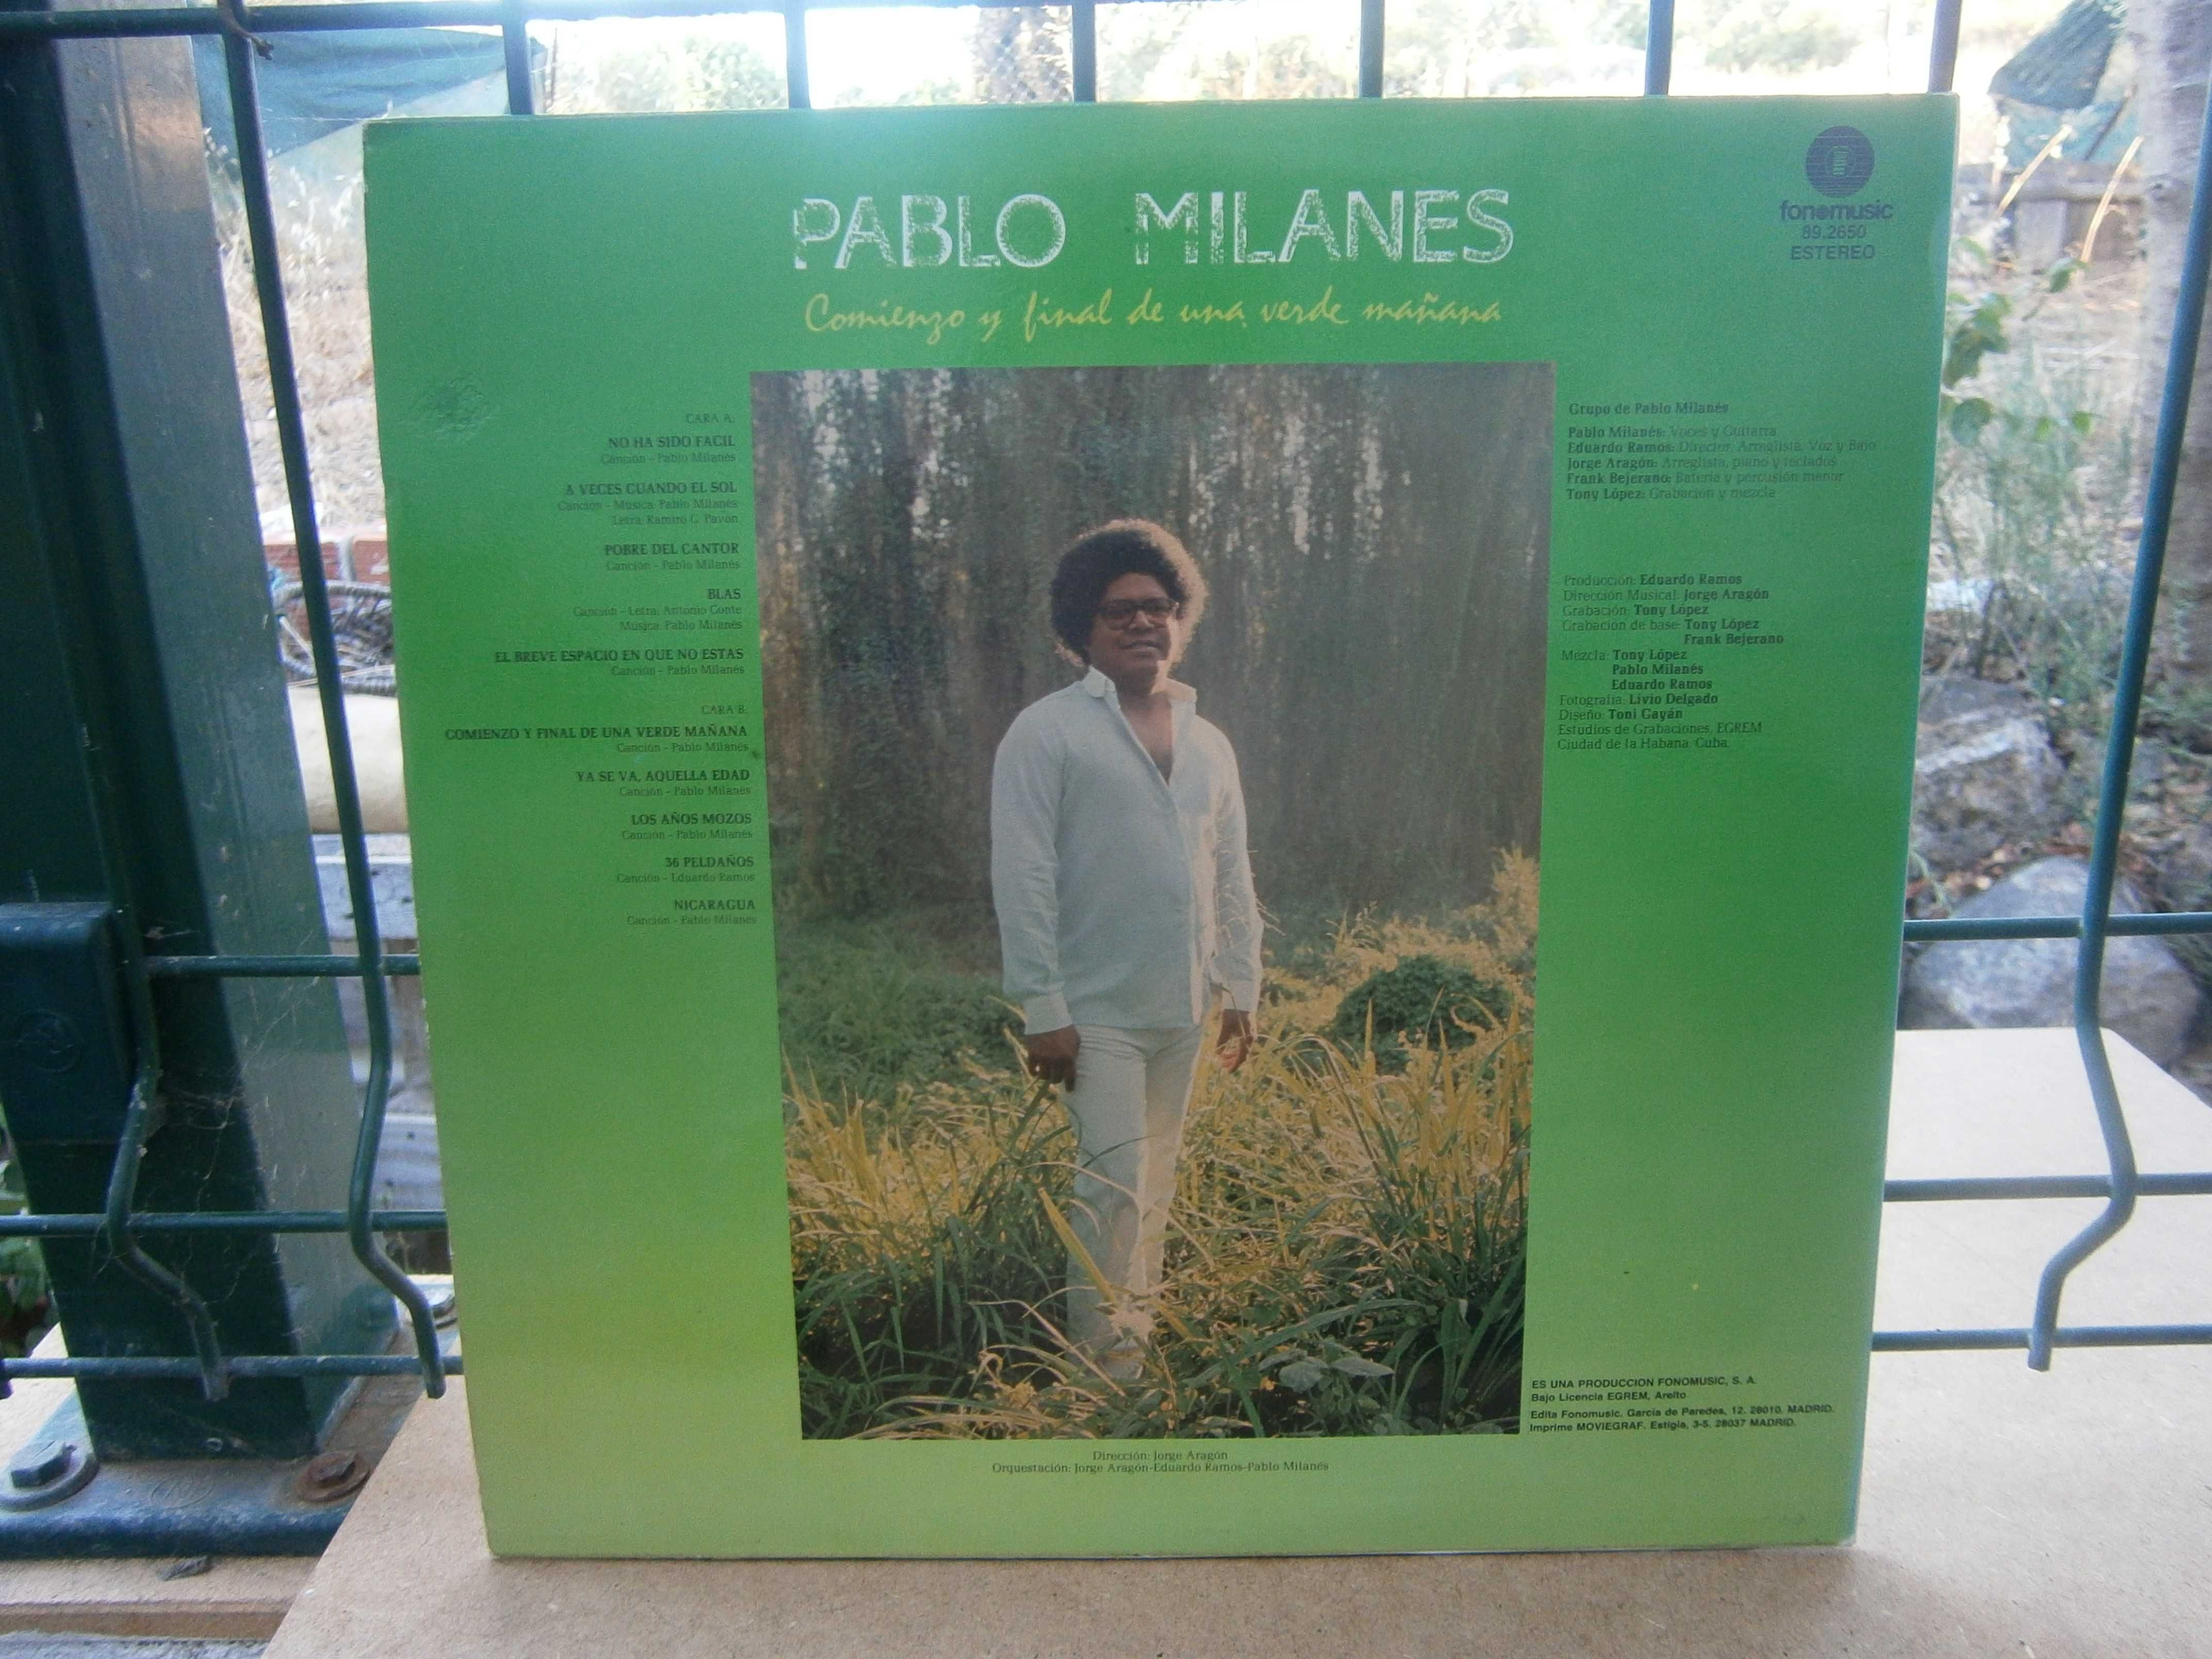 PABLO MILANES
Comienzo y final de una verde mañana
fonomusic
89.2650
ESTEREO
CARA A:
NO HA SIDO FACIL
Canción - Pablo Milanés
A VECES CUANDO EL SOL
Canción - Música: Pablo Milanés
Letra: Ramiro G. Pavón
POBRE DEL CANTOR
Canción - Pablo Milanés
BLAS
Canción - Letra: Antonio Conte
Música: Pablo Milanés
EL BREVE ESPACIO EN QUE NO ESTAS
Canción - Pablo Milanés
CARA B:
COMIENZO Y FINAL DE UNA VERDE MAÑANA
Canción - Pablo Milanés
YA SE VA, AQUELLA EDAD
Canción - Pablo Milanés
LOS AÑOS MOZOS
Canción - Pablo Milanés
36 PELDAÑOS
Canción - Eduardo Ramos
NICARAGUA
Canción - Pablo Milanés
Grupo de Pablo Milanés
Pablo Milanés: Voces y Guitarra
Eduardo Ramos: Director, Arreglista, Voz y Bajo
Jorge Aragón: Arreglista, piano y teclados
Frank Bejerano: Batería y percusión menor
Tony López: Grabación y mezcla
Producción: Eduardo Ramos
Dirección Musical: Jorge Aragón
Grabación: Tony López
Grabación de base: Tony López
Frank Bejerano
Mezcla: Tony López
Pablo Milanés
Eduardo Ramos
Fotografía: Livio Delgado
Diseño: Toni Gayán
Estudios de Grabaciones, EGREM
Ciudad de la Habana, Cuba.
ES UNA PRODUCCION FONOMUSIC, S. A.
Bajo Licencia EGREM, Areito
Edita Fonomusic. García de Paredes, 12. 28010. MADRID.
Imprime MOVIEGRAF. Estigia, 3-5. 28037 MADRID.
Dirección: Jorge Aragón
Orquestación: Jorge Aragón-Eduardo Ramos-Pablo Milanés